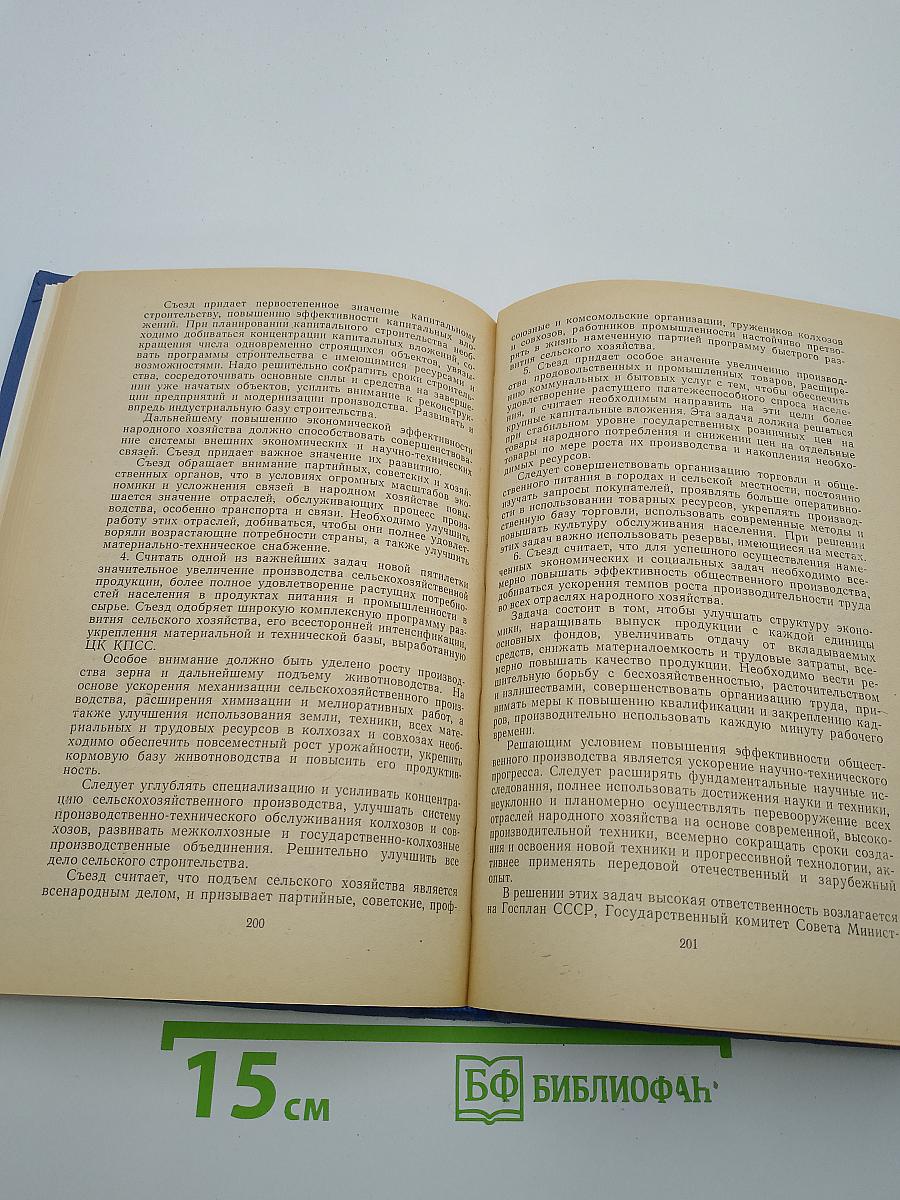 Съезд придает первостепенное значение капитальному
строительству, повышению эффективности капитальных вло-
жений. При планировании капитального строительства необ-
ходимо добиваться концентрации капитальных вложений, со-
кращения числа одновременно строящихся объектов, увязы-
вать программы строительства с имеющимися ресурсами и
возможностями. Надо решительно сократить сроки строитель-
ства, сосредоточивать основные силы и средства на заверше-
нии уже начатых объектов, усилить внимание к реконструк-
ции предприятий и модернизации производства. Развивать и
впредь индустриальную базу строительства.
Дальнейшему повышению экономической эффективности
народного хозяйства должно способствовать совершенствова-
ние системы внешних экономических и научно-технических
связей. Съезд придает важное значение их развитию.
Съезд обращает внимание партийных, советских и хозяй-
ственных органов, что в условиях огромных масштабов эко-
номики и усложнения связей в народном хозяйстве повы-
шается значение отраслей, обслуживающих процесс произ-
водства, особенно транспорта и связи. Необходимо улучшить
работу этих отраслей, добиваться, чтобы они полнее удовлет-
воряли возрастающие потребности страны, а также улучшить
материально-техническое снабжение.
4. Считать одной из важнейших задач новой пятилетки
значительное увеличение производства сельскохозяйственной
продукции, более полное удовлетворение растущих потребно-
стей населения в продуктах питания и промышленности в
сырье. Съезд одобряет широкую комплексную программу раз-
вития сельского хозяйства, его всесторонней интенсификации,
укрепления материальной и технической базы, выработанную
ЦК КПСС.
Особое внимание должно быть уделено росту производ-
ства зерна и дальнейшему подъему животноводства. На
основе ускорения механизации сельскохозяйственного произ-
водства, расширения химизации и мелиоративных работ, а
также улучшения использования земли, техники, всех мате-
риальных и трудовых ресурсов в колхозах и совхозах необ-
ходимо обеспечить повсеместный рост урожайности, укрепить
кормовую базу животноводства и повысить его продуктив-
ность.
Следует углублять специализацию и усиливать концентра-
цию сельскохозяйственного производства, улучшать систему
производственно-технического обслуживания колхозов и сов-
хозов, развивать межколхозные и государственно-колхозные
производственные объединения. Решительно улучшить все
дело сельского строительства.
Съезд считает, что подъем сельского хозяйства является
всенародным делом, и призывает партийные, советские, проф-
200
союзные и комсомольские организации, тружеников колхозов
и совхозов, работников промышленности настойчиво претво-
рить в жизнь намеченную партией программу быстрого раз-
вития сельского хозяйства.
5. Съезд придает особое значение увеличению производ-
ства продовольственных и промышленных товаров, расшире-
нию коммунальных и бытовых услуг с тем, чтобы обеспечить
удовлетворение растущего платежеспособного спроса населе-
ния, и считает необходимым направить на эти цели более
крупные капитальные вложения. Эта задача должна решаться
при стабильном уровне государственных розничных цен на
товары народного потребления и снижении цен на отдельные
товары по мере роста их производства и накопления необхо-
димых ресурсов.
Следует совершенствовать организацию торговли и обще-
ственного питания в городах и сельской местности, постоянно
изучать запросы покупателей, проявлять больше оперативно-
сти в использовании товарных ресурсов, укреплять производ-
ственную базу торговли, использовать современные методы и
повышать культуру обслуживания населения. При решении
этих задач важно использовать резервы, имеющиеся на местах.
6. Съезд считает, что для успешного осуществления наме-
ченных экономических и социальных задач необходимо все-
мерно повышать эффективность общественного производства,
добиваться ускорения темпов роста производительности труда
во всех отраслях народного хозяйства.
Задача состоит в том, чтобы улучшать структуру эконо-
мики, наращивать выпуск продукции с каждой единицы
основных фондов, увеличивать отдачу от вкладываемых
средств, снижать материалоемкость и трудовые затраты, все-
мерно повышать качество продукции. Необходимо вести ре-
шительную борьбу с бесхозяйственностью, расточительством
и излишествами, совершенствовать организацию труда, при-
нимать меры к повышению квалификации и закреплению кад-
ров, производительно использовать каждую минуту рабочего
времени.
Решающим условием повышения эффективности общест-
венного производства является ускорение научно-технического
прогресса. Следует расширять фундаментальные научные ис-
следования, полнее использовать достижения науки и техники,
неуклонно и планомерно осуществлять перевооружение всех
отраслей народного хозяйства на основе современной, высоко-
производительной техники, всемерно сокращать сроки созда-
ния и освоения новой техники и прогрессивной технологии, ак-
тивнее применять передовой отечественный и зарубежный
опыт.
В решении этих задач высокая ответственность возлагается
на Госплан СССР, Государственный комитет Совета Минист-
201
15 см
БФ БИБЛИОФАН